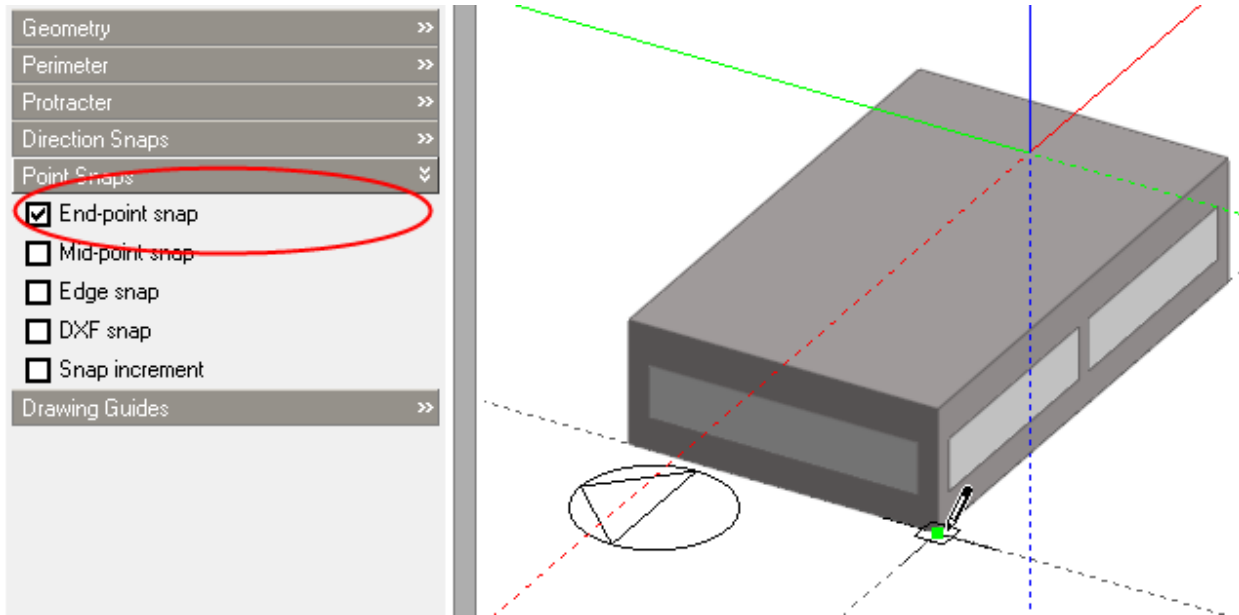 Geometry
Perimeter
Protracter
Direction Snaps
Point Snaps
End-point snap
Mid-point snap
Edge snap
DXF snap
Snap increment
Drawing Guides